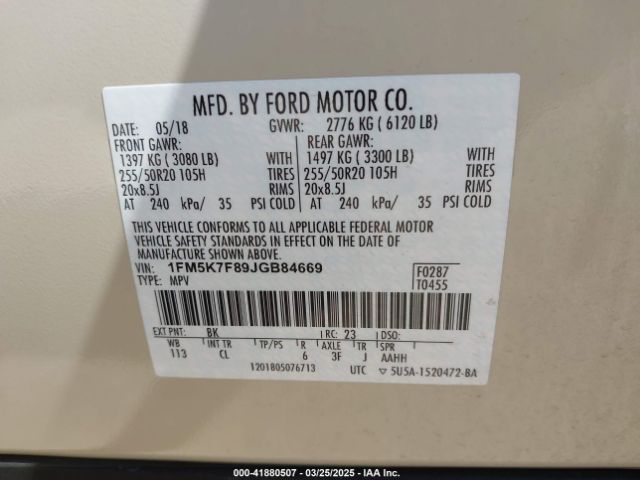 MFD. BY FORD MOTOR CO.
DATE: 05/18 GVWR: 2776 KG ( 6120 LB)
FRONT GAWR: REAR GAWR:
1397 KG ( 3080 LB) WITH 1497 KG ( 3300 LB) WITH
255/50R20 105H TIRES 255/50R20 105H TIRES
20x8.5J RIMS 20x8.5J RIMS
AT 240 kPa/ 35 PSI COLD AT 240 kPa/ 35 PSI COLD
THIS VEHICLE CONFORMS TO ALL APPLICABLE FEDERAL MOTOR
VEHICLE SAFETY STANDARDS IN EFFECT ON THE DATE OF
MANUFACTURE SHOWN ABOVE.
VIN: 1FM5K7F89JGB84669 F0287
TYPE: MPV T0455
EXT PNT: BK RC: 23 DSO:
WB INT TR TP/PS R AXLE TR SPR
113 CL 6 3F J AAHH
1201805076713 UTC ▽ 5U5A-1520472-BA
000-41880507 — 03/25/2025 — IAA Inc.